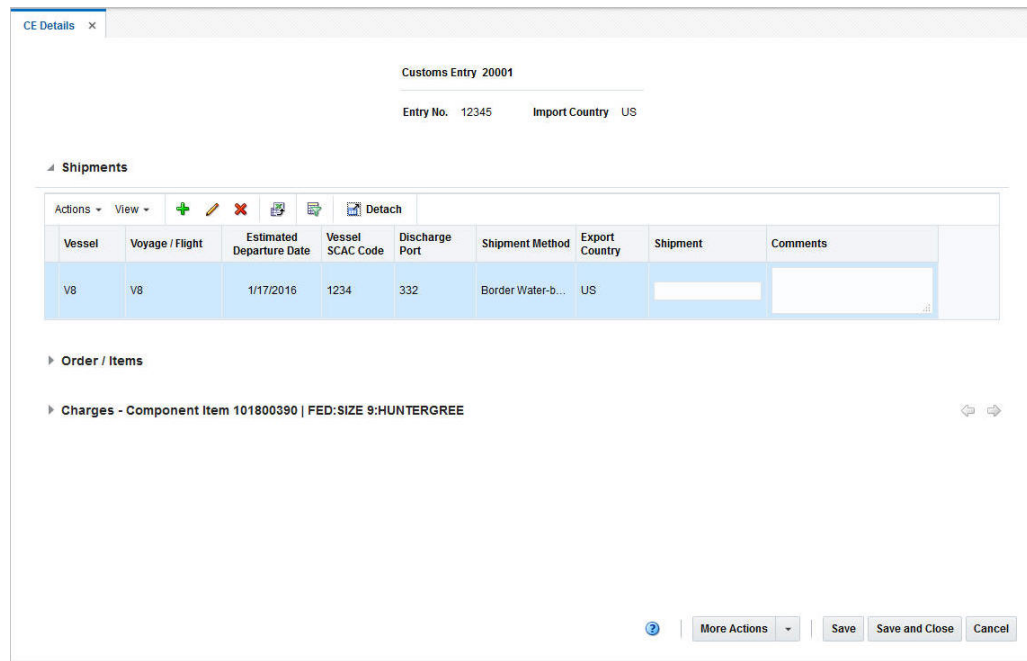 CE Details ×
Customs Entry 20001
Entry No. 12345 Import Country US
Shipments
Actions View Detach
Vessel Voyage / Flight Estimated Departure Date Vessel SCAC Code Discharge Port Shipment Method Export Country Shipment Comments
V8 V8 1/17/2016 1234 332 Border Water-b... US
Order / Items
Charges - Component Item 101800390 | FED:SIZE 9:HUNTERGREE
? More Actions Save Save and Close Cancel